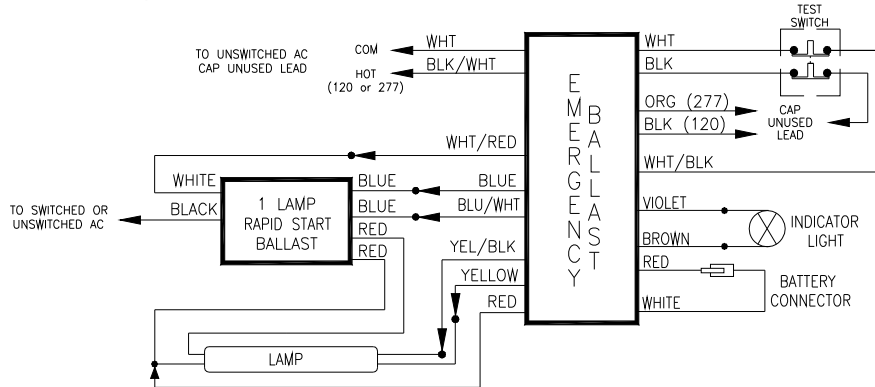 TEST
SWITCH
TO UNSWITCHED AC
CAP UNUSED LEAD
COM
WHT
HOT
(120 or 277)
BLK/WHT
EMERGENCY
BALLAST
WHT
BLK
ORG (277)
BLK (120)
CAP
UNUSED
LEAD
WHT/RED
WHT/BLK
WHITE
BLACK
TO SWITCHED OR
UNSWITCHED AC
1 LAMP
RAPID START
BALLAST
BLUE
BLUE
RED
RED
BLUE
BLU/WHT
YEL/BLK
YELLOW
RED
VIOLET
BROWN
INDICATOR
LIGHT
RED
WHITE
BATTERY
CONNECTOR
LAMP